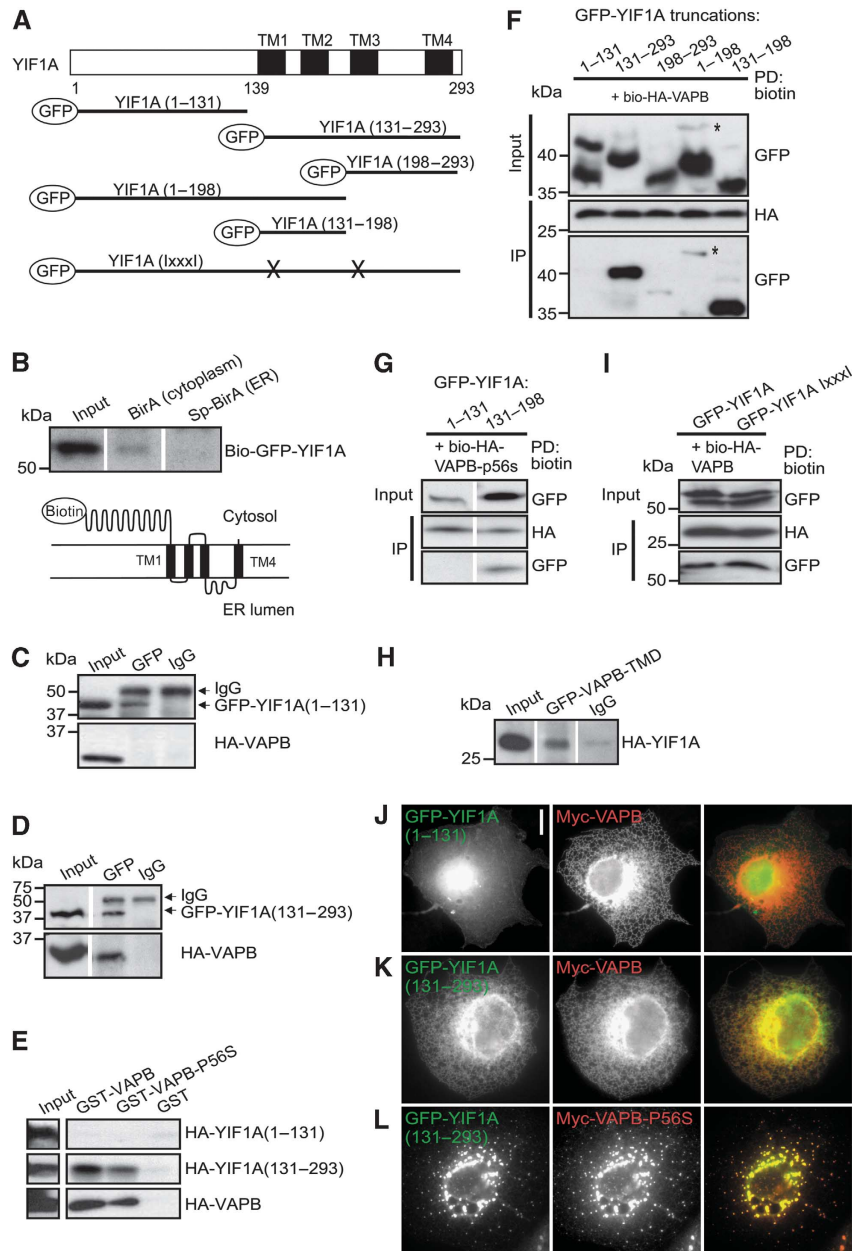 A
TM1 TM2 TM3 TM4
YIF1A
1 139 293
GFP YIF1A (1–131)
GFP YIF1A (131–293)
GFP YIF1A (198–293)
GFP YIF1A (1–198)
GFP YIF1A (131–198)
GFP YIF1A (lxxxl) X X
B
kDa Input BirA (cytoplasm) Sp-BirA (ER)
50 Bio-GFP-YIF1A
Biotin Cytosol
TM1 TM4
ER lumen
C
kDa Input GFP IgG
50 IgG
37 GFP-YIF1A(1–131)
37
HA-VAPB
D
kDa Input GFP IgG
75
50 IgG
37 GFP-YIF1A(131–293)
37
HA-VAPB
E
Input GST-VAPB GST-VAPB-P56S GST
HA-YIF1A(1–131)
HA-YIF1A(131–293)
HA-VAPB
F
GFP-YIF1A truncations:
1–131 131–293 198–293 1–198 131–198
PD:
biotin
kDa + bio-HA-VAPB
Input 40 35 * GFP
25 HA
IP 40 35 * GFP
G
GFP-YIF1A:
1–131 131–198
+ bio-HA-
VAPB-p56s
PD:
biotin
Input GFP
IP HA
GFP
I
GFP-YIF1A GFP-YIF1A lxxxl
+ bio-HA-
VAPB
PD:
biotin
kDa
Input 50 GFP
IP 25 HA
50 GFP
H
kDa Input GFP-VAPB-TMD IgG
25 HA-YIF1A
J
GFP-YIF1A
(1–131)
Myc-VAPB
K
GFP-YIF1A
(131–293)
Myc-VAPB
L
GFP-YIF1A
(131–293)
Myc-VAPB-P56S